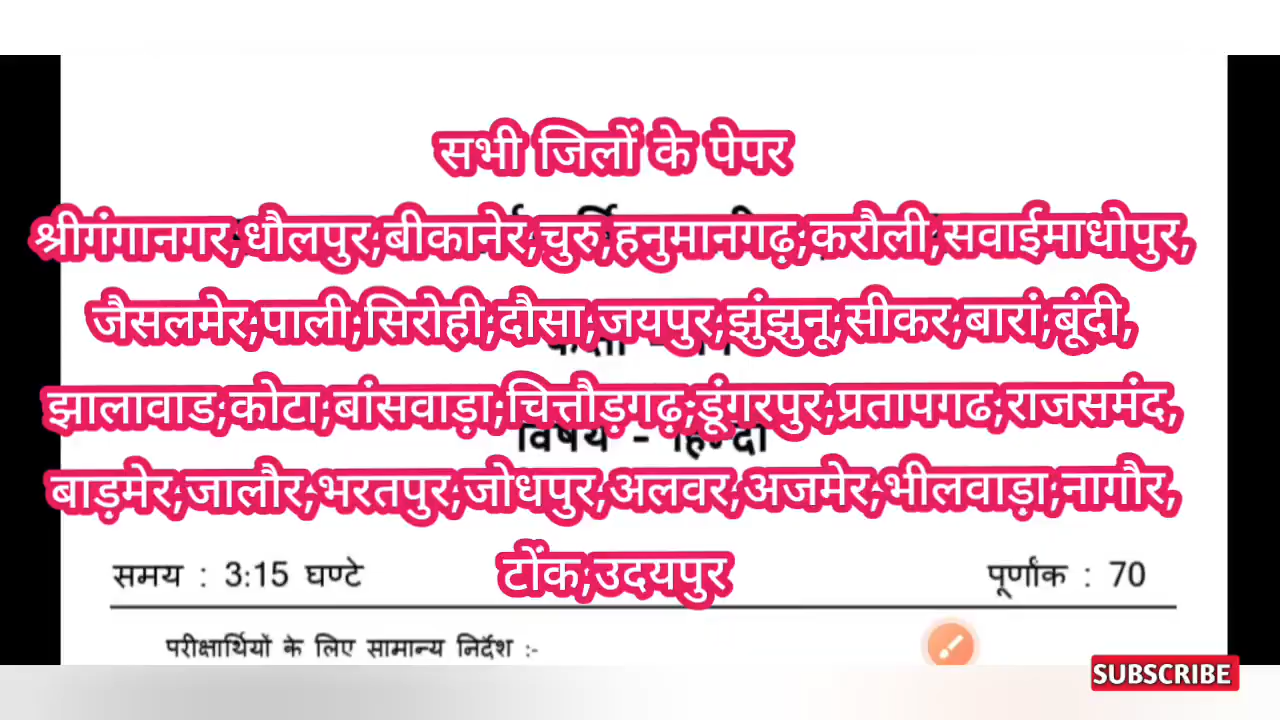 सभी जिलों के पेपर
श्रीगंगानगर,धौलपुर,बीकानेर,चुरु,हनुमानगढ़,करौली,सवाईमाधोपुर,
जैसलमेर,पाली,सिरोही,दौसा,जयपुर,झुंझुनू,सीकर,बारां,बूंदी,
झालावाड,कोटा,बांसवाड़ा,चित्तौड़गढ़,डूंगरपुर,प्रतापगढ,राजसमंद,
विषय - हिन्दी
बाड़मेर,जालौर,भरतपुर,जोधपुर,अलवर,अजमेर,भीलवाड़ा,नागौर,
टोंक,उदयपुर
समय : 3:15 घण्टे पूर्णांक : 70
परीक्षार्थियों के लिए सामान्य निर्देश :-
SUBSCRIBE